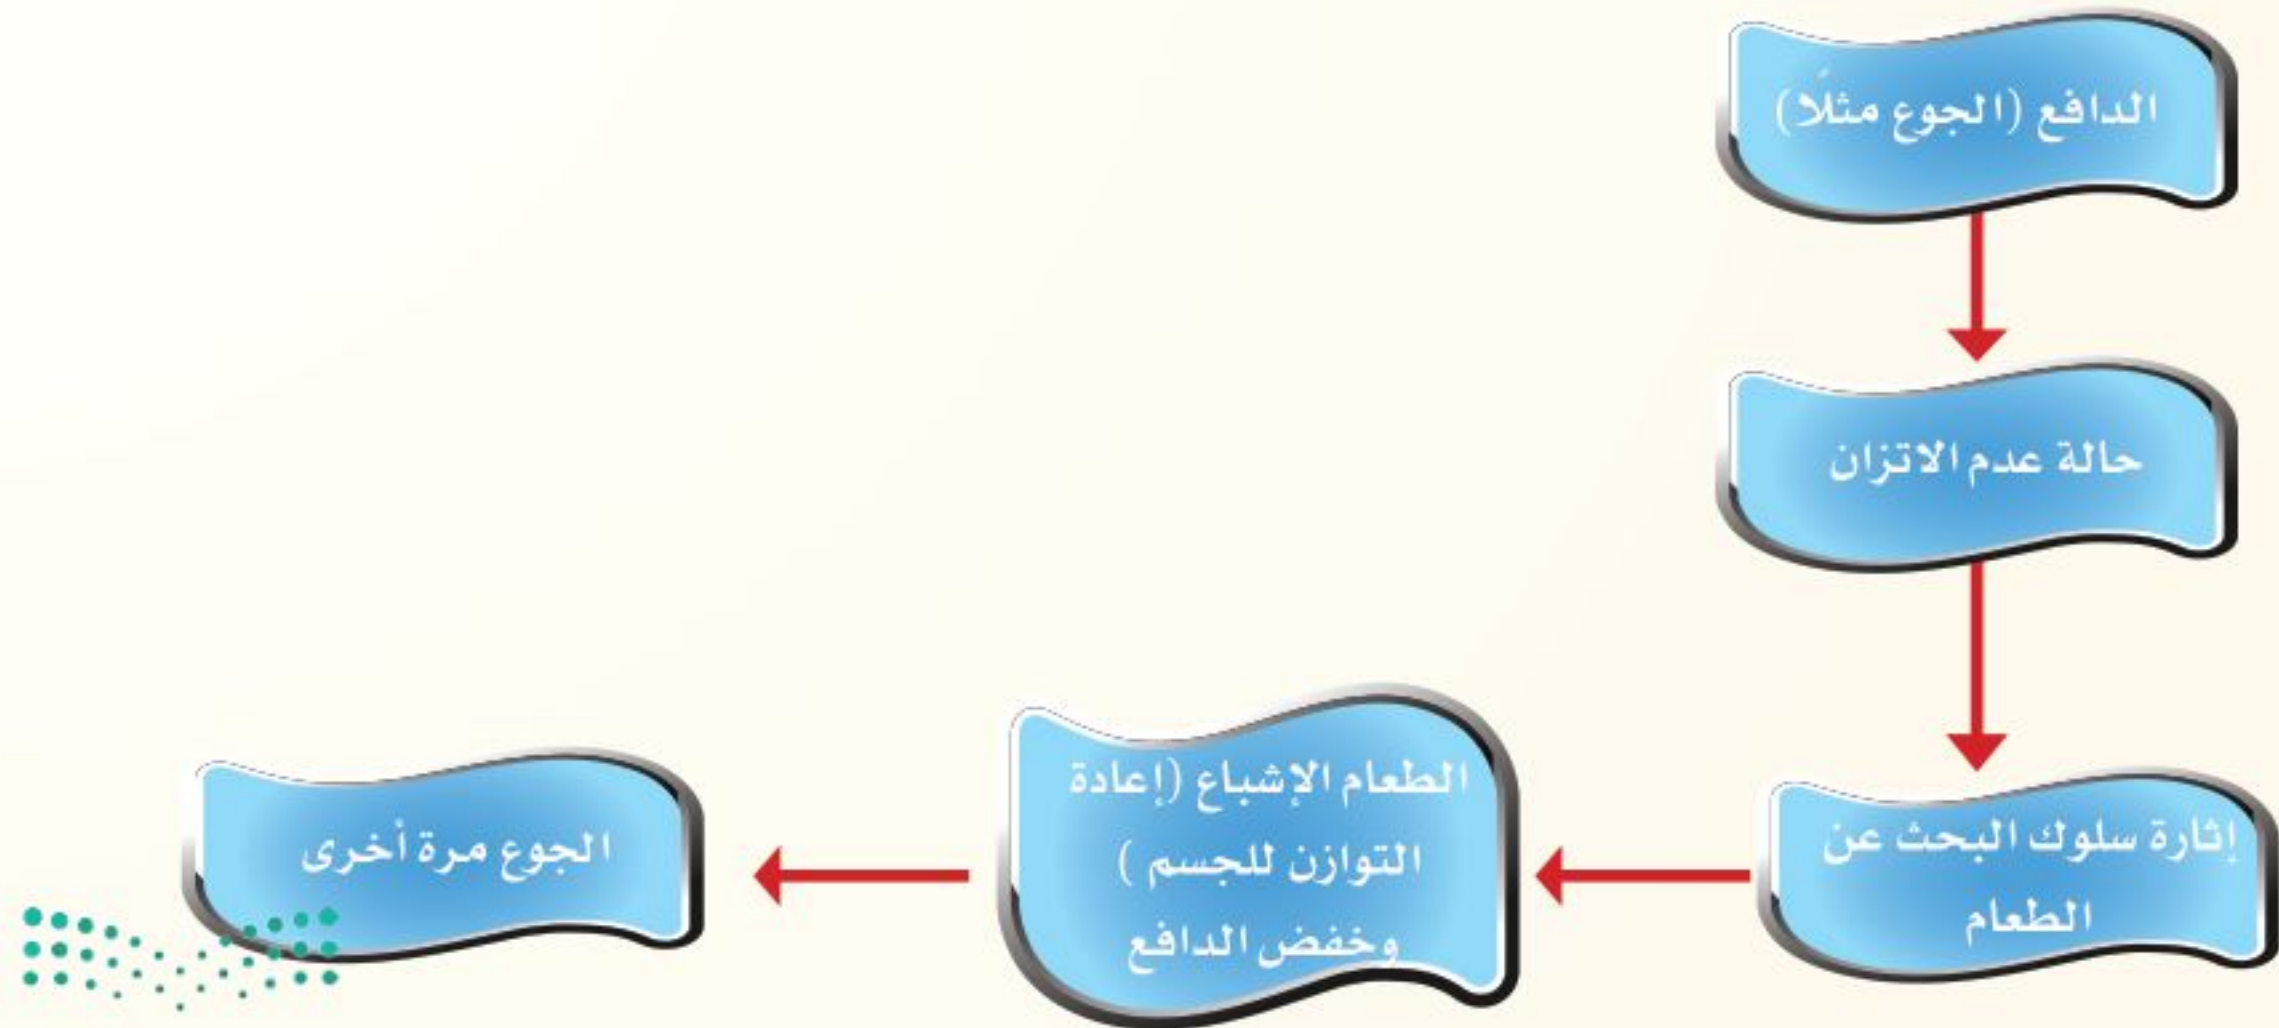 الدافع (الجوع مثلًا)
حالة عدم الاتزان
إثارة سلوك البحث عن
الطعام
الطعام الإشباع (إعادة
التوازن للجسم )
وخفض الدافع
الجوع مرة أخرى